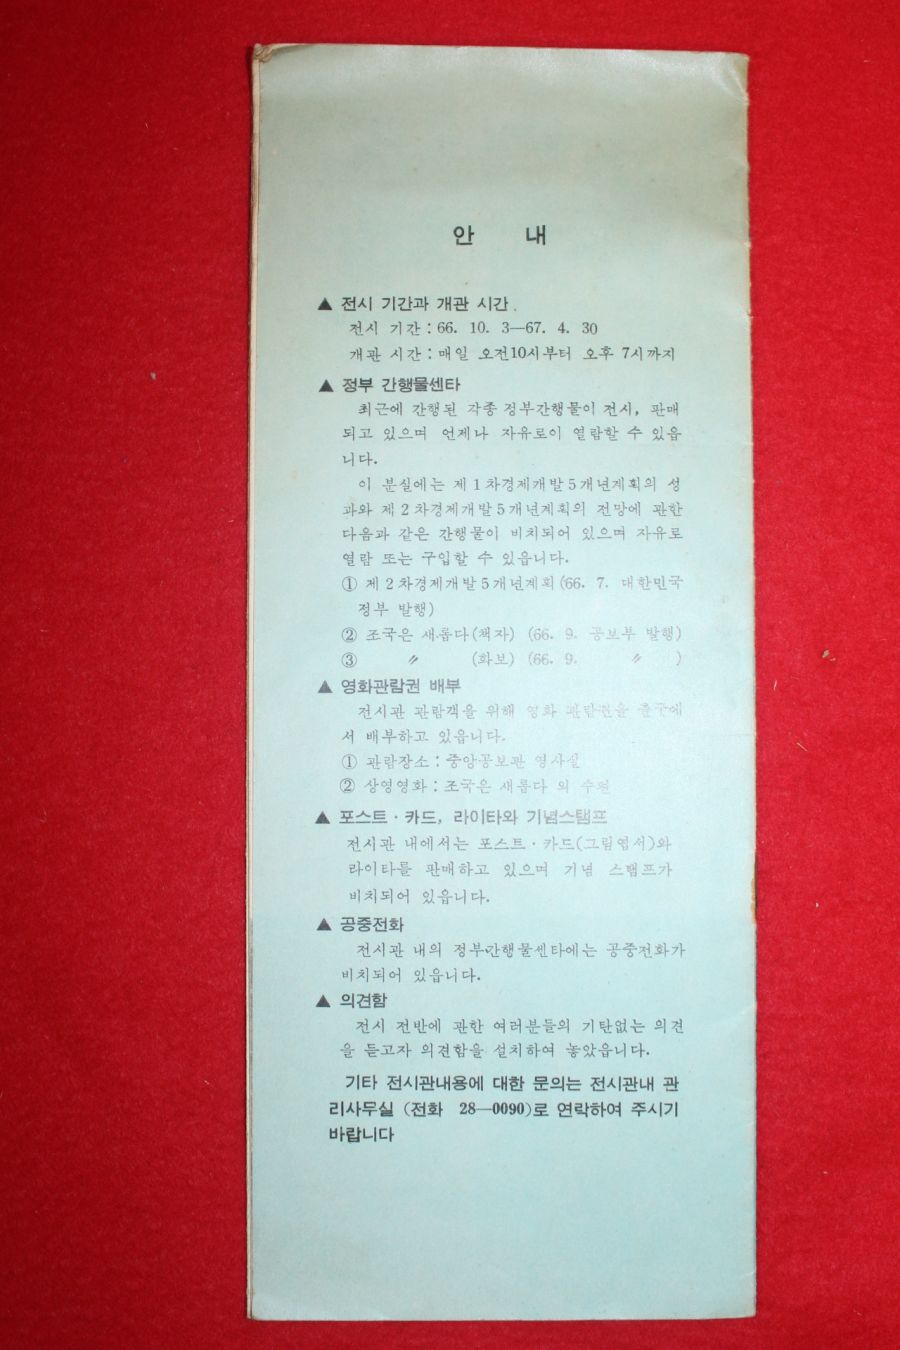 안 내
▲ 전시 기간과 개관 시간.
전시 기간 : 66. 10. 3—67. 4. 30
개관 시간 : 매일 오전10시부터 오후 7시까지
▲ 정부 간행물센타
최근에 간행된 각종 정부간행물이 전시, 판매
되고 있으며 언제나 자유로이 열람할 수 있읍
니다.
이 분실에는 제1차경제개발5개년계획의 성
과와 제2차경제개발5개년계획의 전망에 관한
다음과 같은 간행물이 비치되어 있으며 자유로
열람 또는 구입할 수 있읍니다.
① 제2차경제개발5개년계획(66. 7. 대한민국
정부 발행)
② 조국은 새롭다(책자) (66. 9. 공보부 발행)
③ 〃 (화보) (66. 9. 〃 )
▲ 영화관람권 배부
전시관 관람객을 위해 영화 관람권을 출구에
서 배부하고 있읍니다.
① 관람장소 : 중앙공보관 영사실
② 상영영화 : 조국은 새롭다 외 수편
▲ 포스트·카드, 라이타와 기념스탬프
전시관 내에서는 포스트·카드(그림엽서)와
라이타를 판매하고 있으며 기념 스탬프가
비치되어 있읍니다.
▲ 공중전화
전시관 내의 정부간행물센타에는 공중전화가
비치되어 있읍니다.
▲ 의견함
전시 전반에 관한 여러분들의 기탄없는 의견
을 듣고자 의견함을 설치하여 놓았읍니다.
기타 전시관내용에 대한 문의는 전시관내 관
리사무실 (전화 28—0090)로 연락하여 주시기
바랍니다